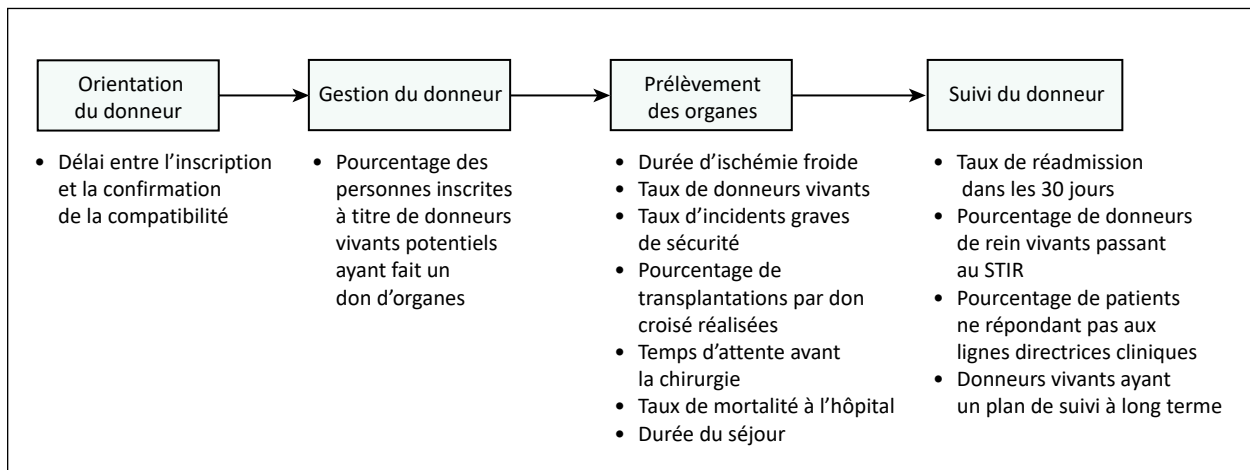 Orientation
du donneur
Gestion du donneur
Prélèvement
des organes
Suivi du donneur
• Délai entre l’inscription
et la confirmation
de la compatibilité
• Pourcentage des
personnes inscrites
à titre de donneurs
vivants potentiels
ayant fait un
don d’organes
• Durée d’ischémie froide
• Taux de donneurs vivants
• Taux d’incidents graves
de sécurité
• Pourcentage de
transplantations par don
croisé réalisées
• Temps d’attente avant
la chirurgie
• Taux de mortalité à l’hôpital
• Durée du séjour
• Taux de réadmission
dans les 30 jours
• Pourcentage de donneurs
de rein vivants passant
au STIR
• Pourcentage de patients
ne répondant pas aux
lignes directrices cliniques
• Donneurs vivants ayant
un plan de suivi à long terme